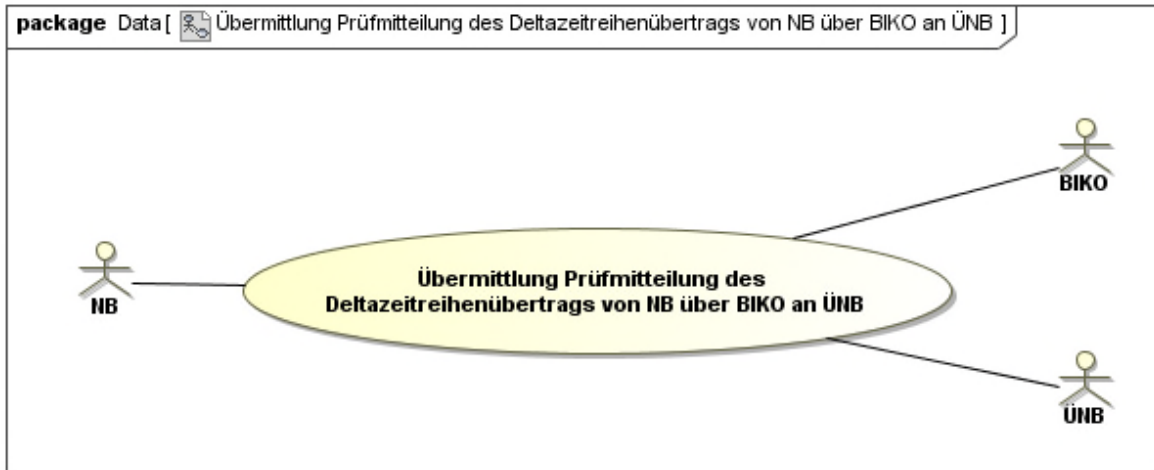 package Data [ Übermittlung Prüfmitteilung des Deltazeitreihenübertrags von NB über BIKO an ÜNB ]
BIKO
Übermittlung Prüfmitteilung des
Deltazeitreihenübertrags von NB über BIKO an ÜNB
NB
ÜNB